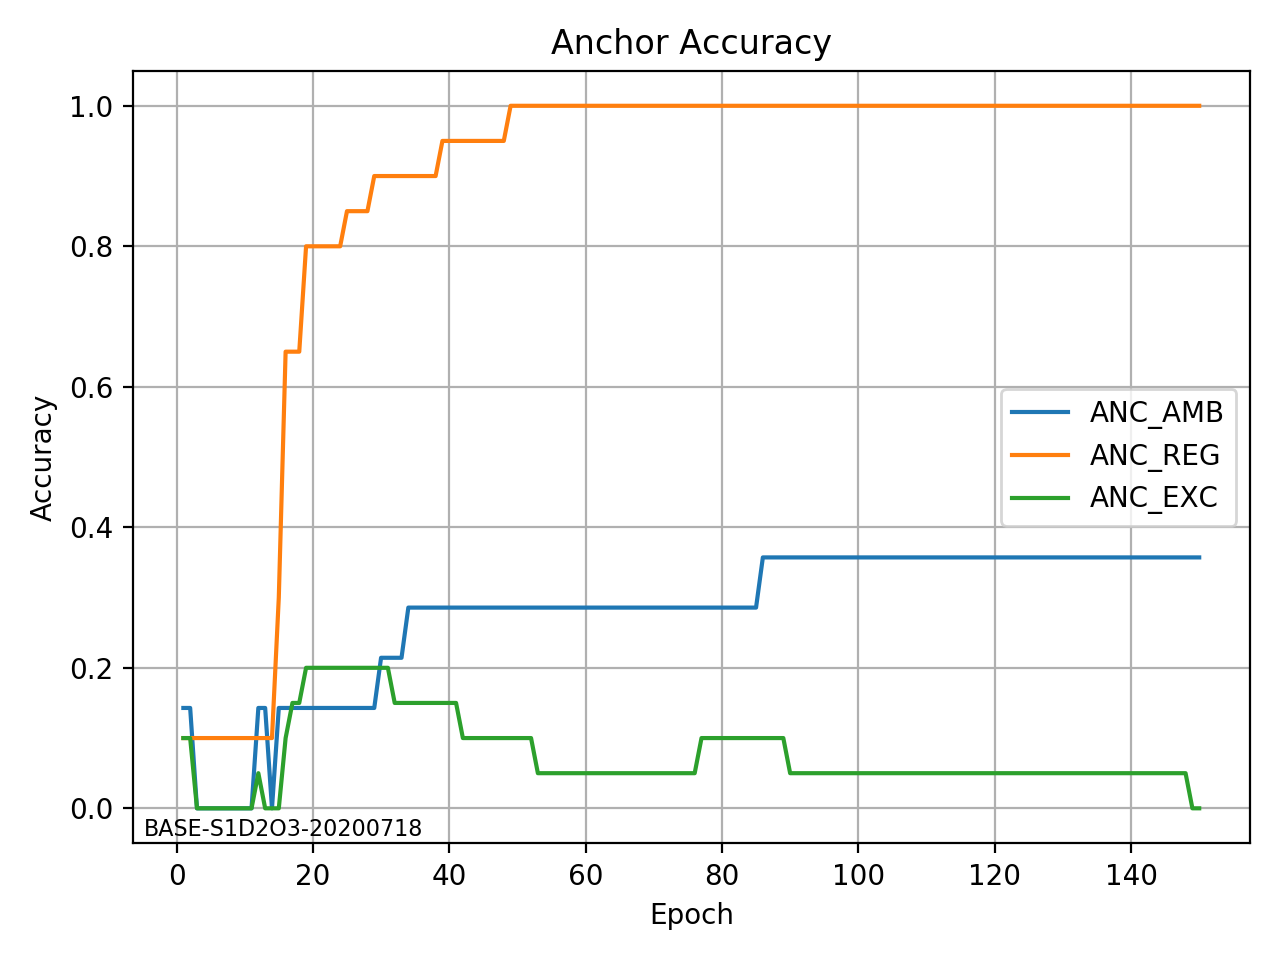 Anchor Accuracy
1.0
0.8
0.6
0.4
0.2
0.0
Accuracy
ANC_AMB
ANC_REG
ANC_EXC
BASE-S1D2O3-20200718
0 20 40 60 80 100 120 140
Epoch